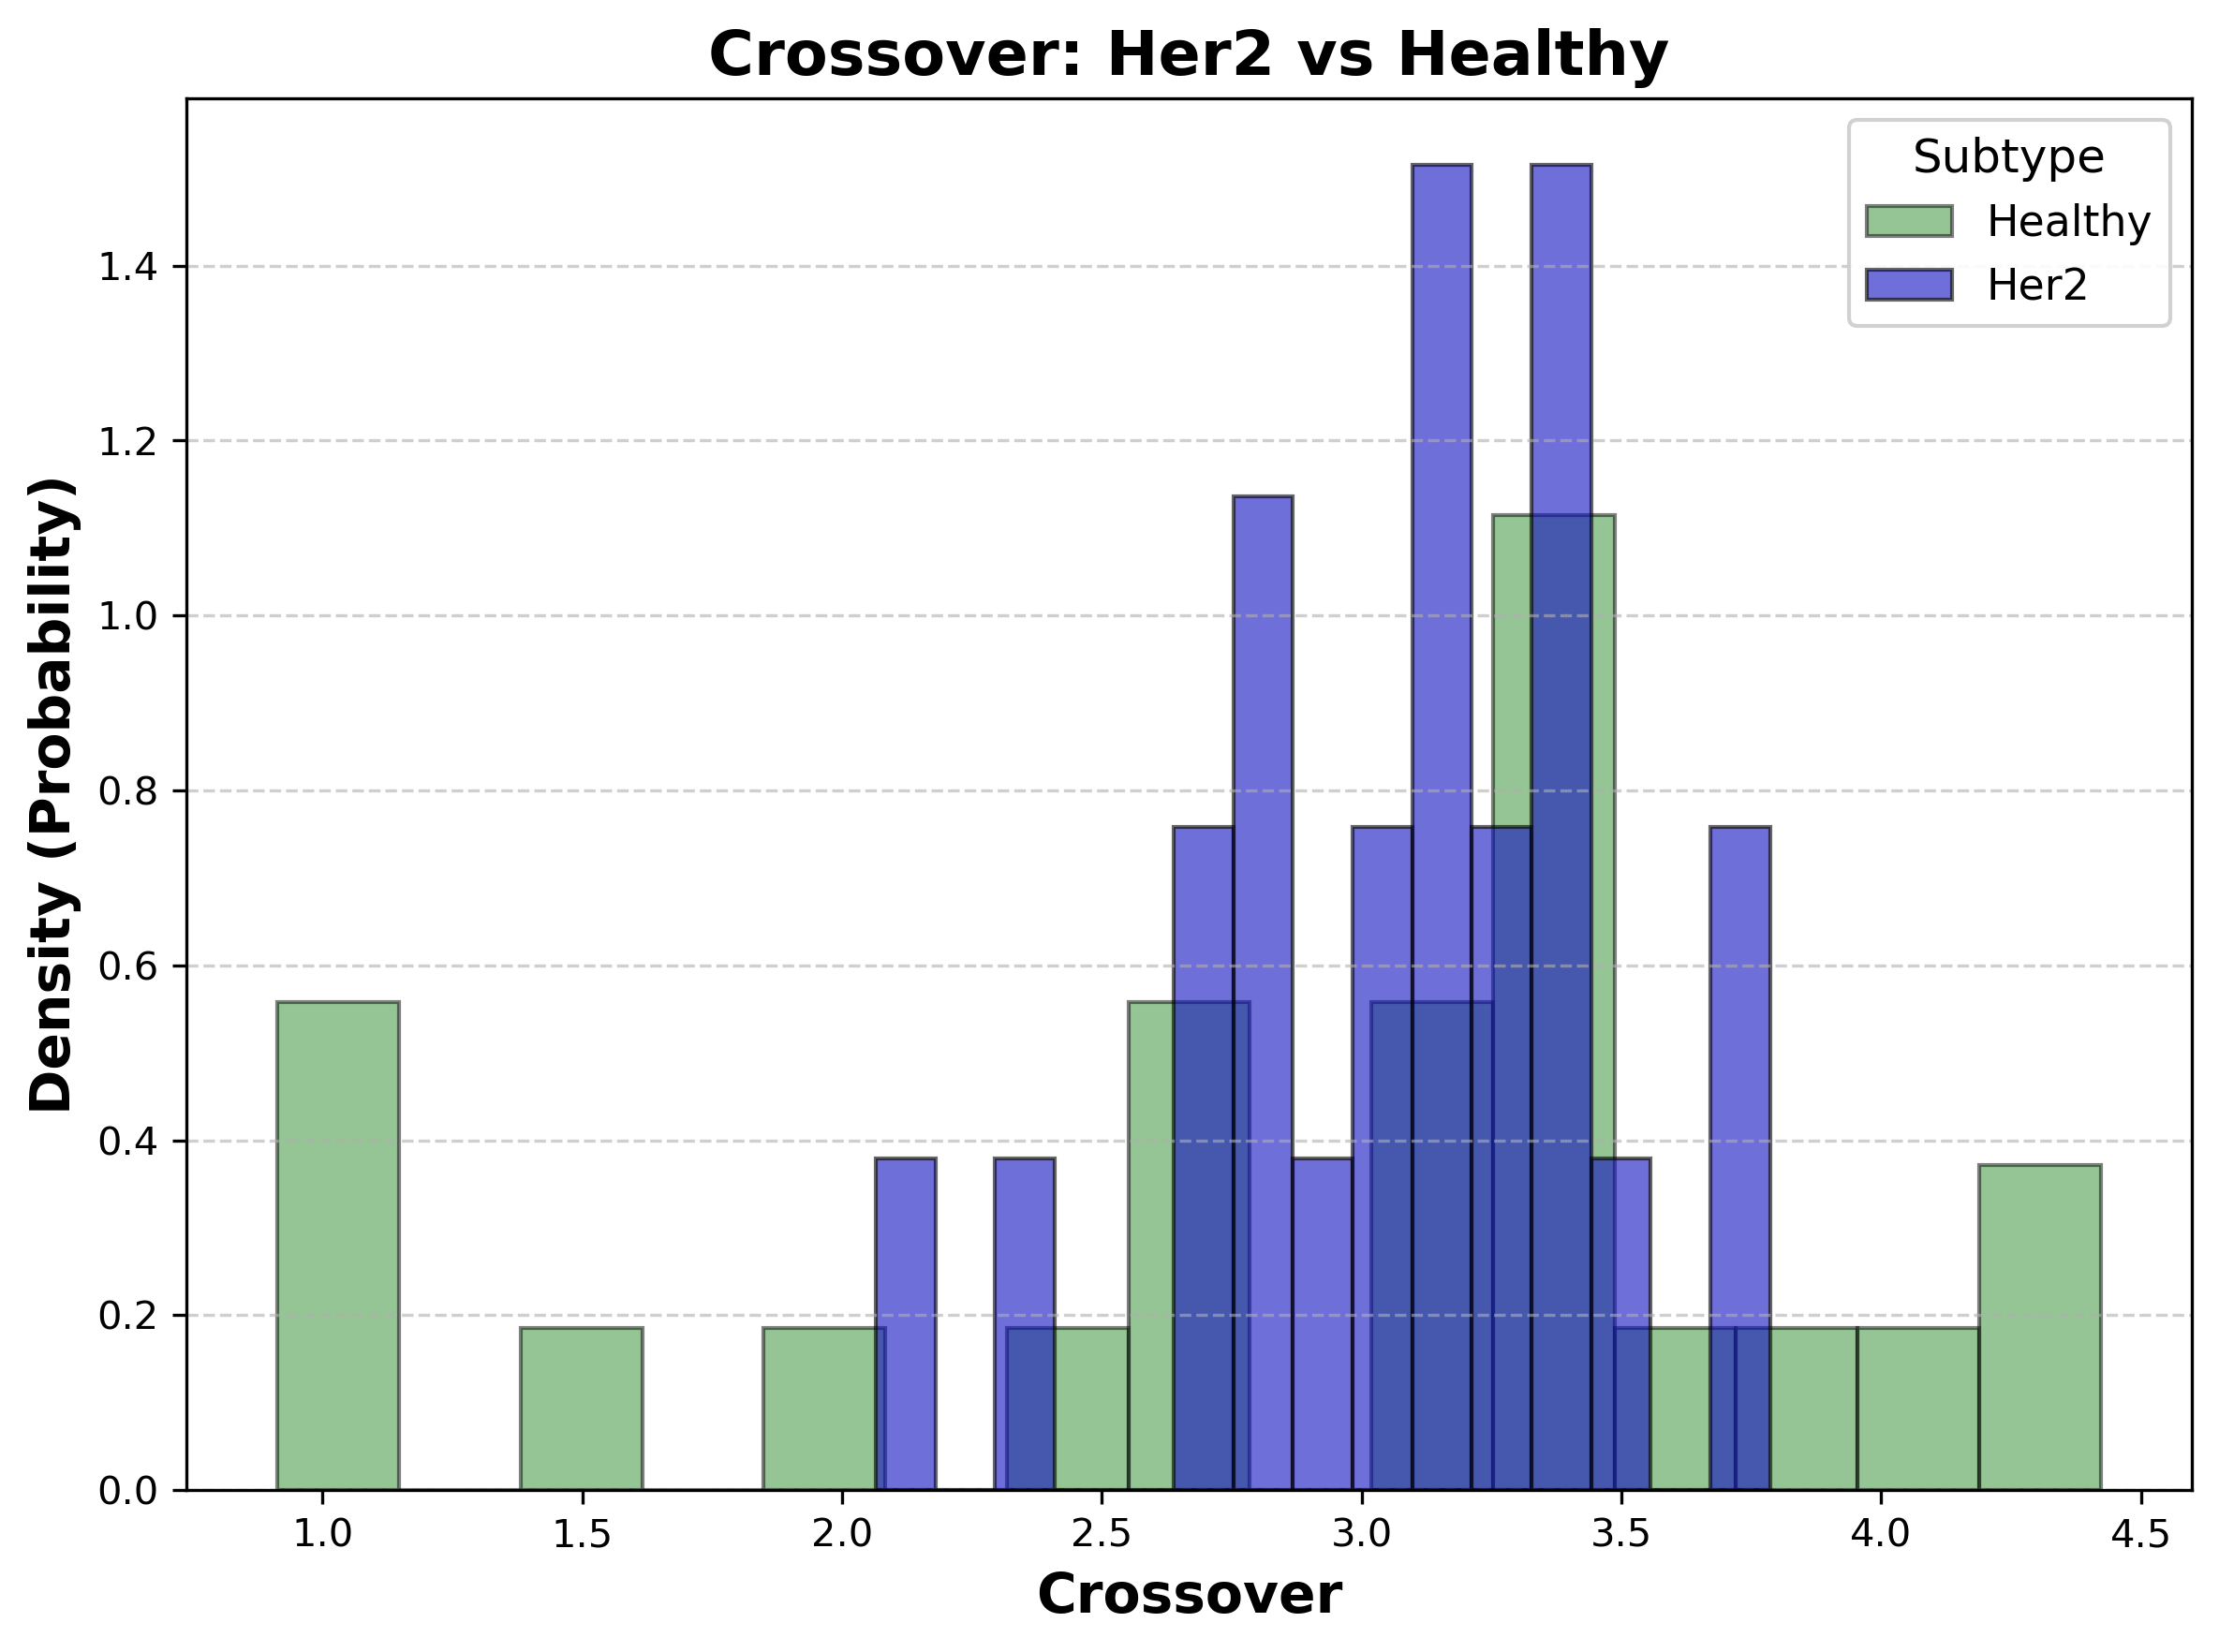 Crossover: Her2 vs Healthy
Subtype
Healthy
Her2
Density (Probability)
1.4
1.2
1.0
0.8
0.6
0.4
0.2
0.0
1.0 1.5 2.0 2.5 3.0 3.5 4.0 4.5
Crossover